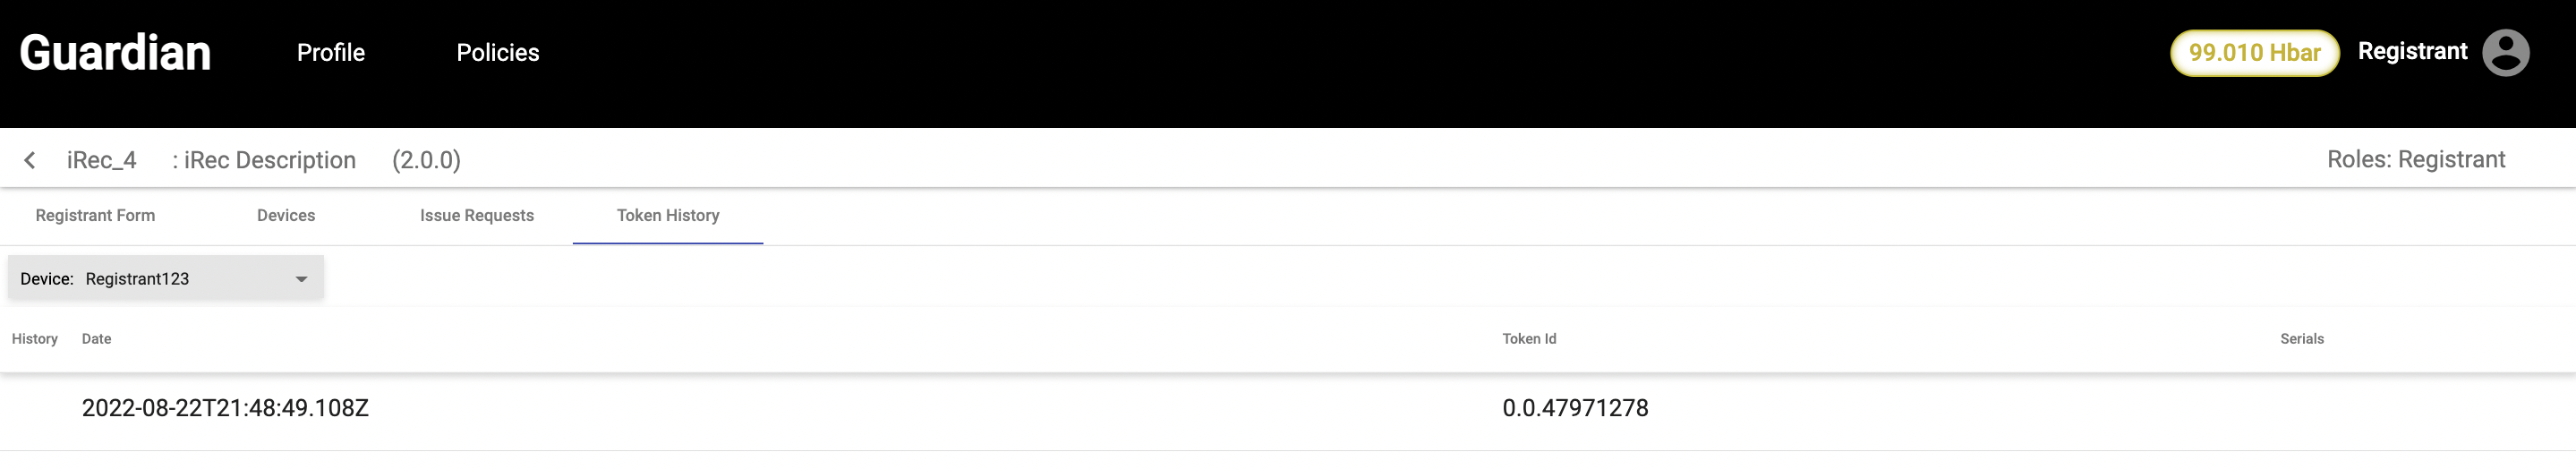 Guardian Profile Policies 99.010 Hbar Registrant
iRec_4 : iRec Description (2.0.0) Roles: Registrant
Registrant Form Devices Issue Requests Token History
Device: Registrant123
History Date Token Id Serials
2022-08-22T21:48:49.108Z 0.0.47971278